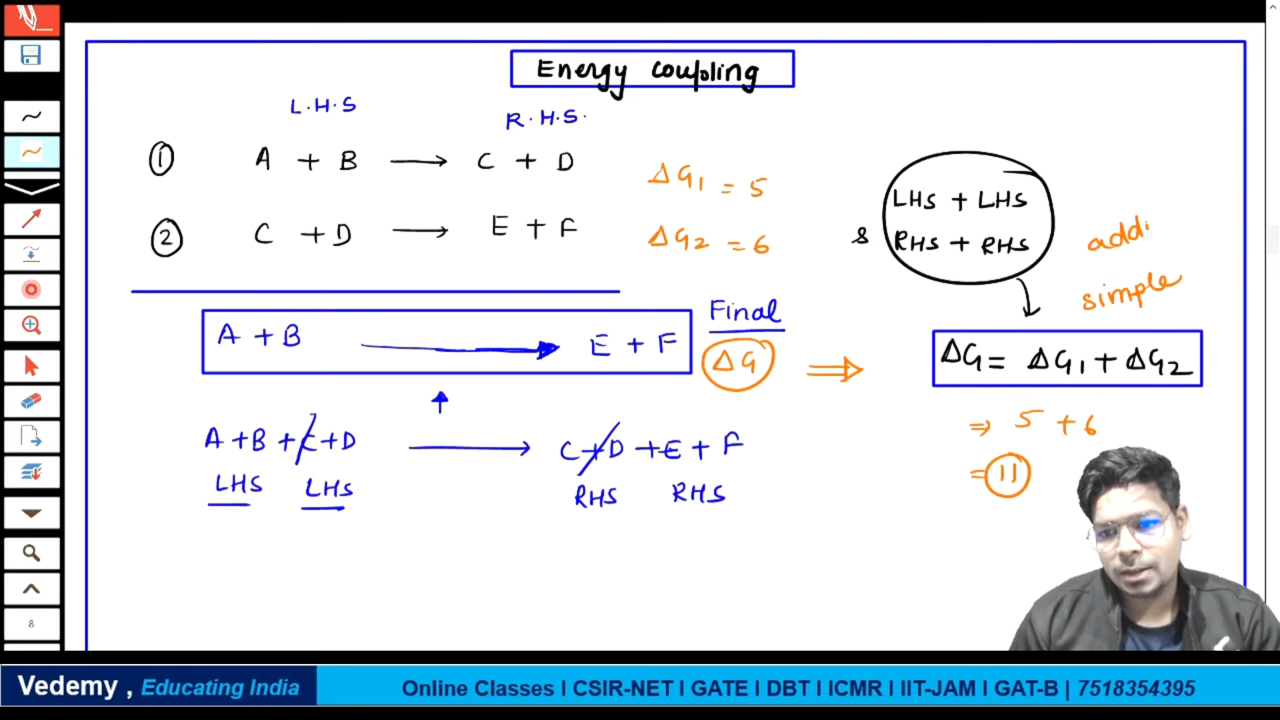 Energy coupling
L.H.S
R.H.S.
① A + B → C + D ΔG1 = 5
② C + D → E + F ΔG2 = 6
LHS + LHS
& RHS + RHS
addi
simple
A + B → E + F
Final
ΔG ⇒
ΔG = ΔG1 + ΔG2
⇒ 5 + 6
= 11
A + B + C + D → C + D + E + F
LHS LHS RHS RHS
8
Vedemy , Educating India
Online Classes I CSIR-NET I GATE I DBT I ICMR I IIT-JAM I GAT-B | 7518354395